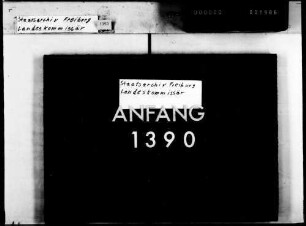 Staatsarchiv Freiburg
Landeskommissär
Staatsarchiv Freiburg
Landeskommissär
ANFANG
1390